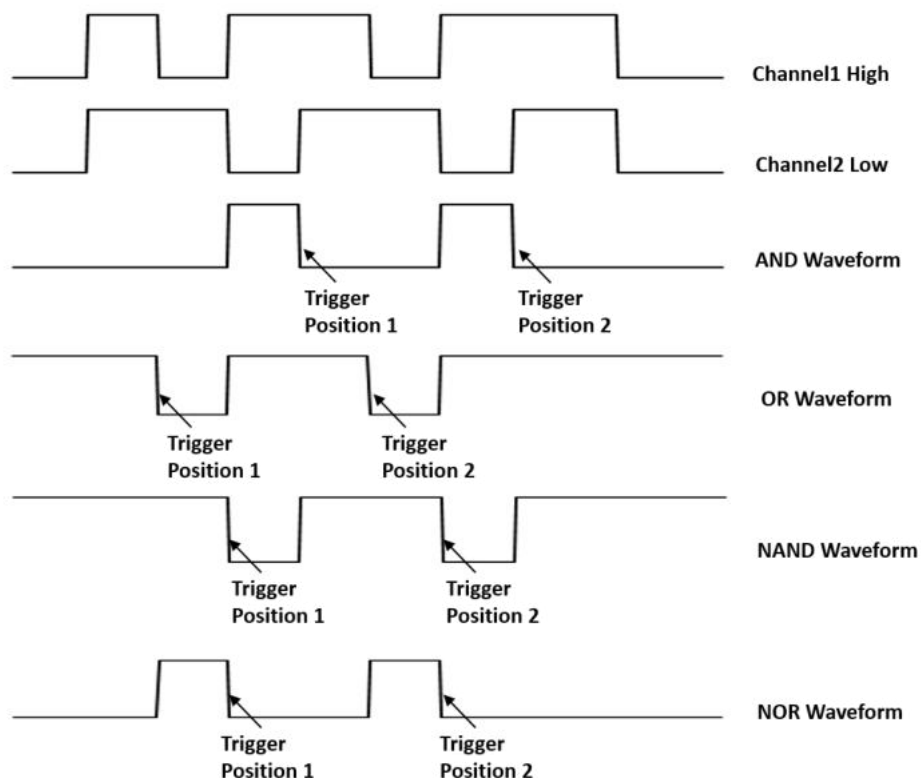 Channel1 High
Channel2 Low
AND Waveform
Trigger
Position 1
Trigger
Position 2
OR Waveform
Trigger
Position 1
Trigger
Position 2
NAND Waveform
Trigger
Position 1
Trigger
Position 2
NOR Waveform
Trigger
Position 1
Trigger
Position 2